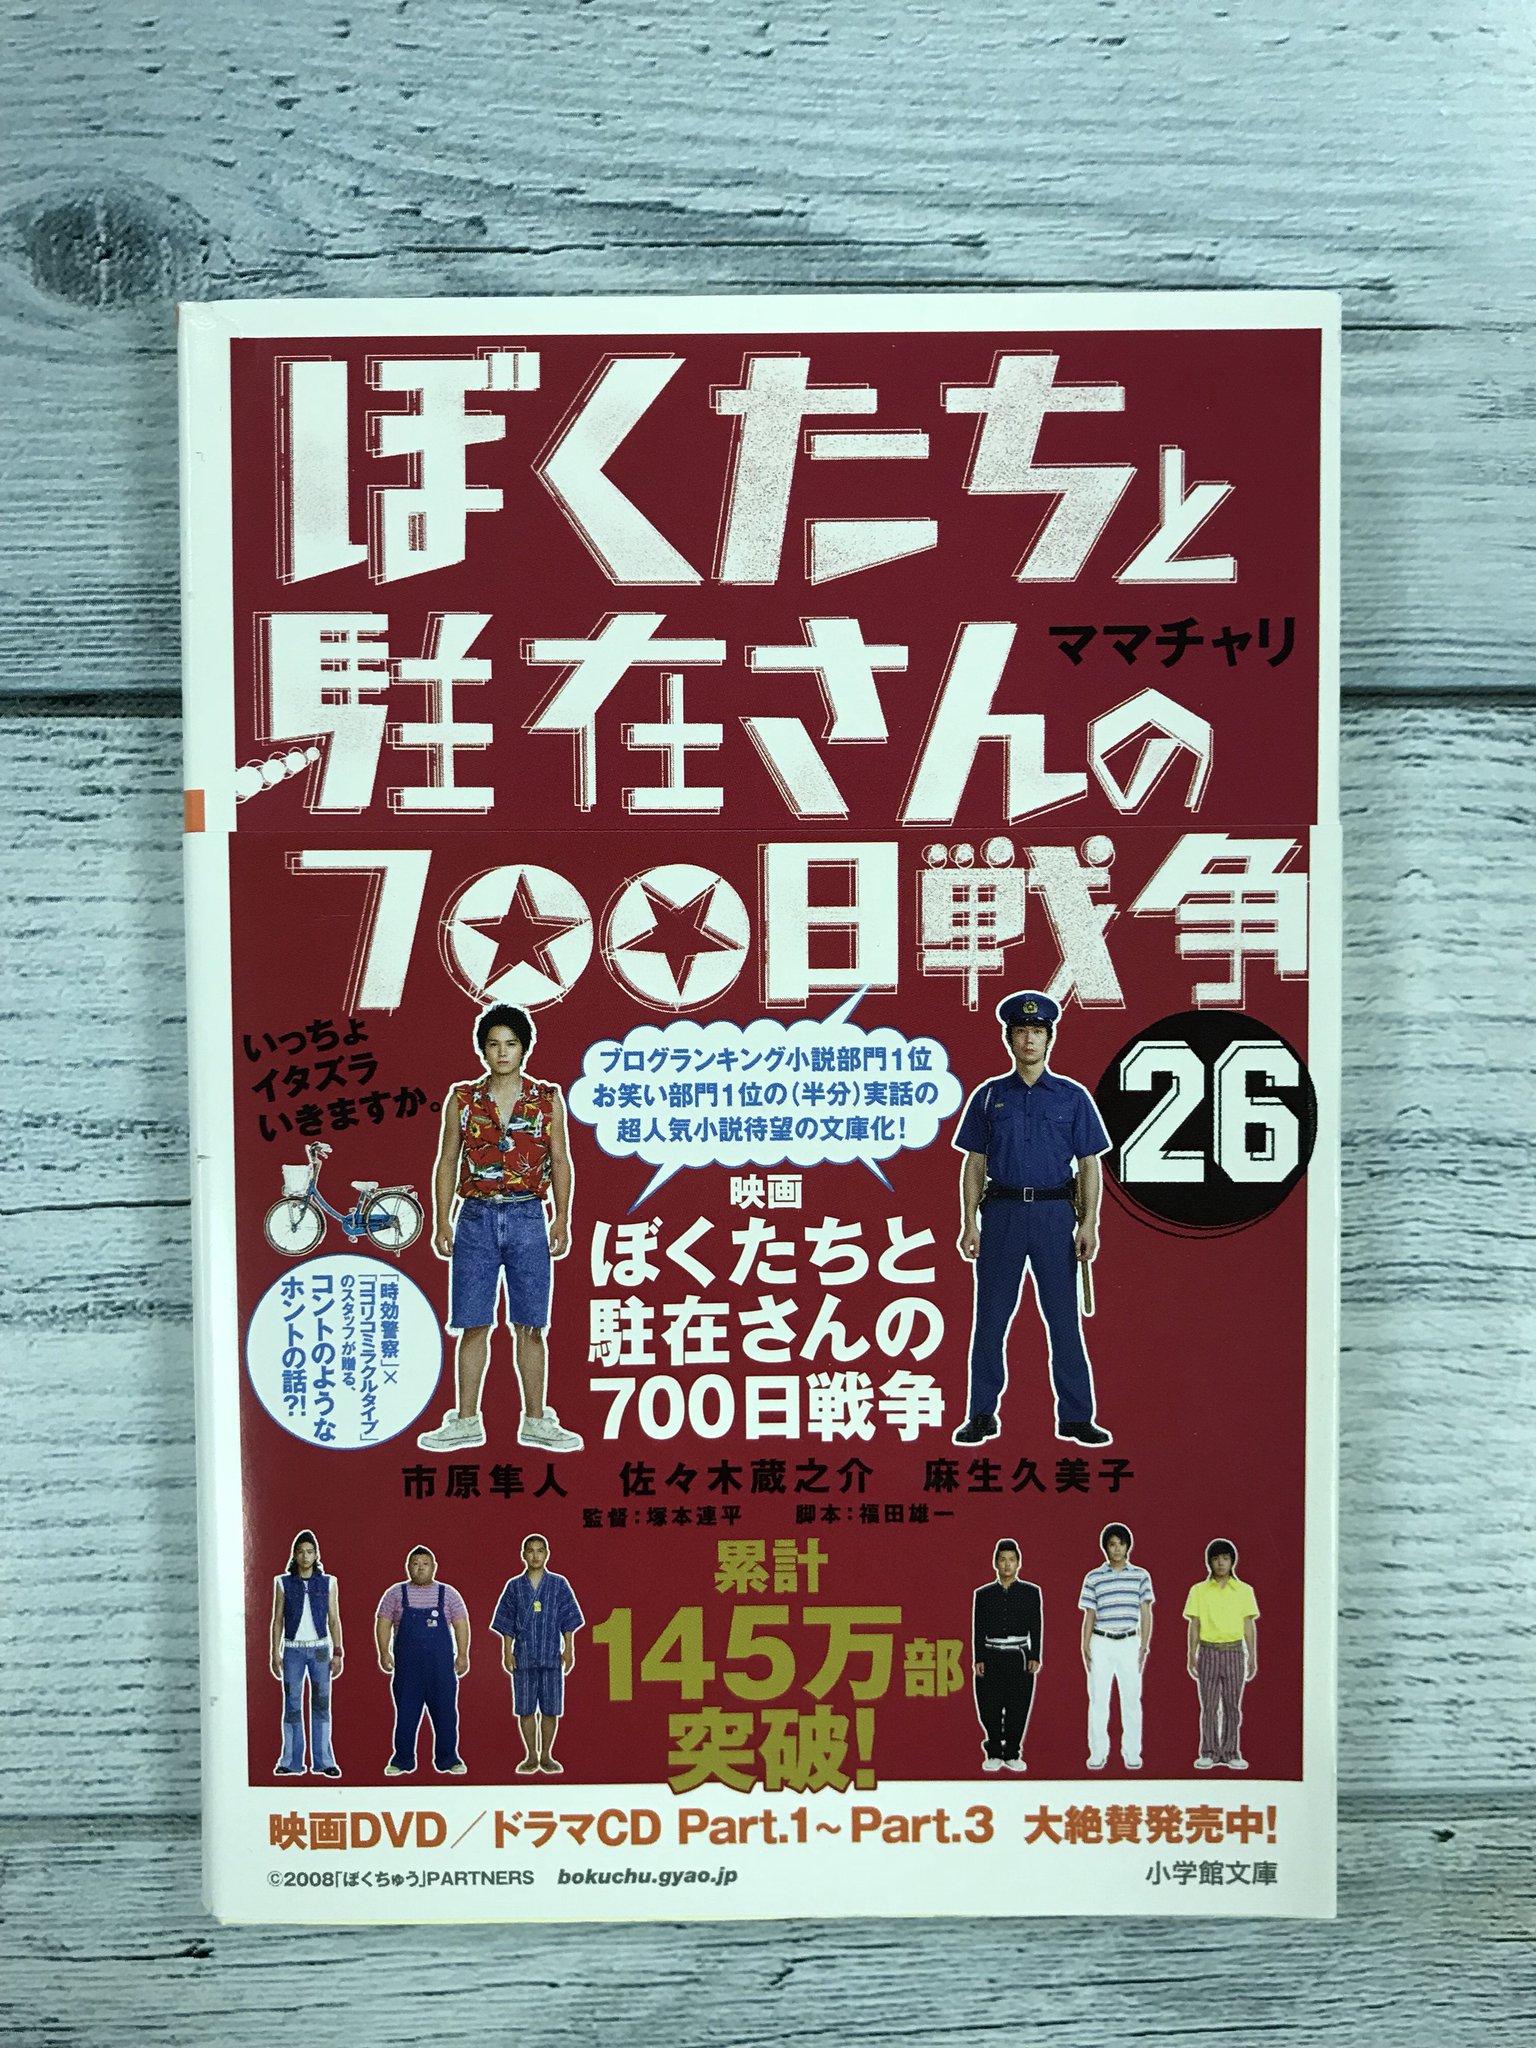 ぼくたちと
駐在さんの
ママチャリ
700日戦争
いっちょ
イタズラ
いきますか。
ブログランキング小説部門1位
お笑い部門1位の(半分)実話の
超人気小説待望の文庫化!
26
映画
ぼくたちと
駐在さんの
700日戦争
「時効警察」×
「ココリコミラクルタイプ」
のスタッフが贈る、
コントのような
ホントの話?!
市原隼人 佐々木蔵之介 麻生久美子
監督:塚本連平 脚本:福田雄一
累計
145万部
突破!
映画DVD/ドラマCD Part.1~Part.3 大絶賛発売中!
©2008「ぼくちゅう」PARTNERS bokuchu.gyao.jp
小学館文庫